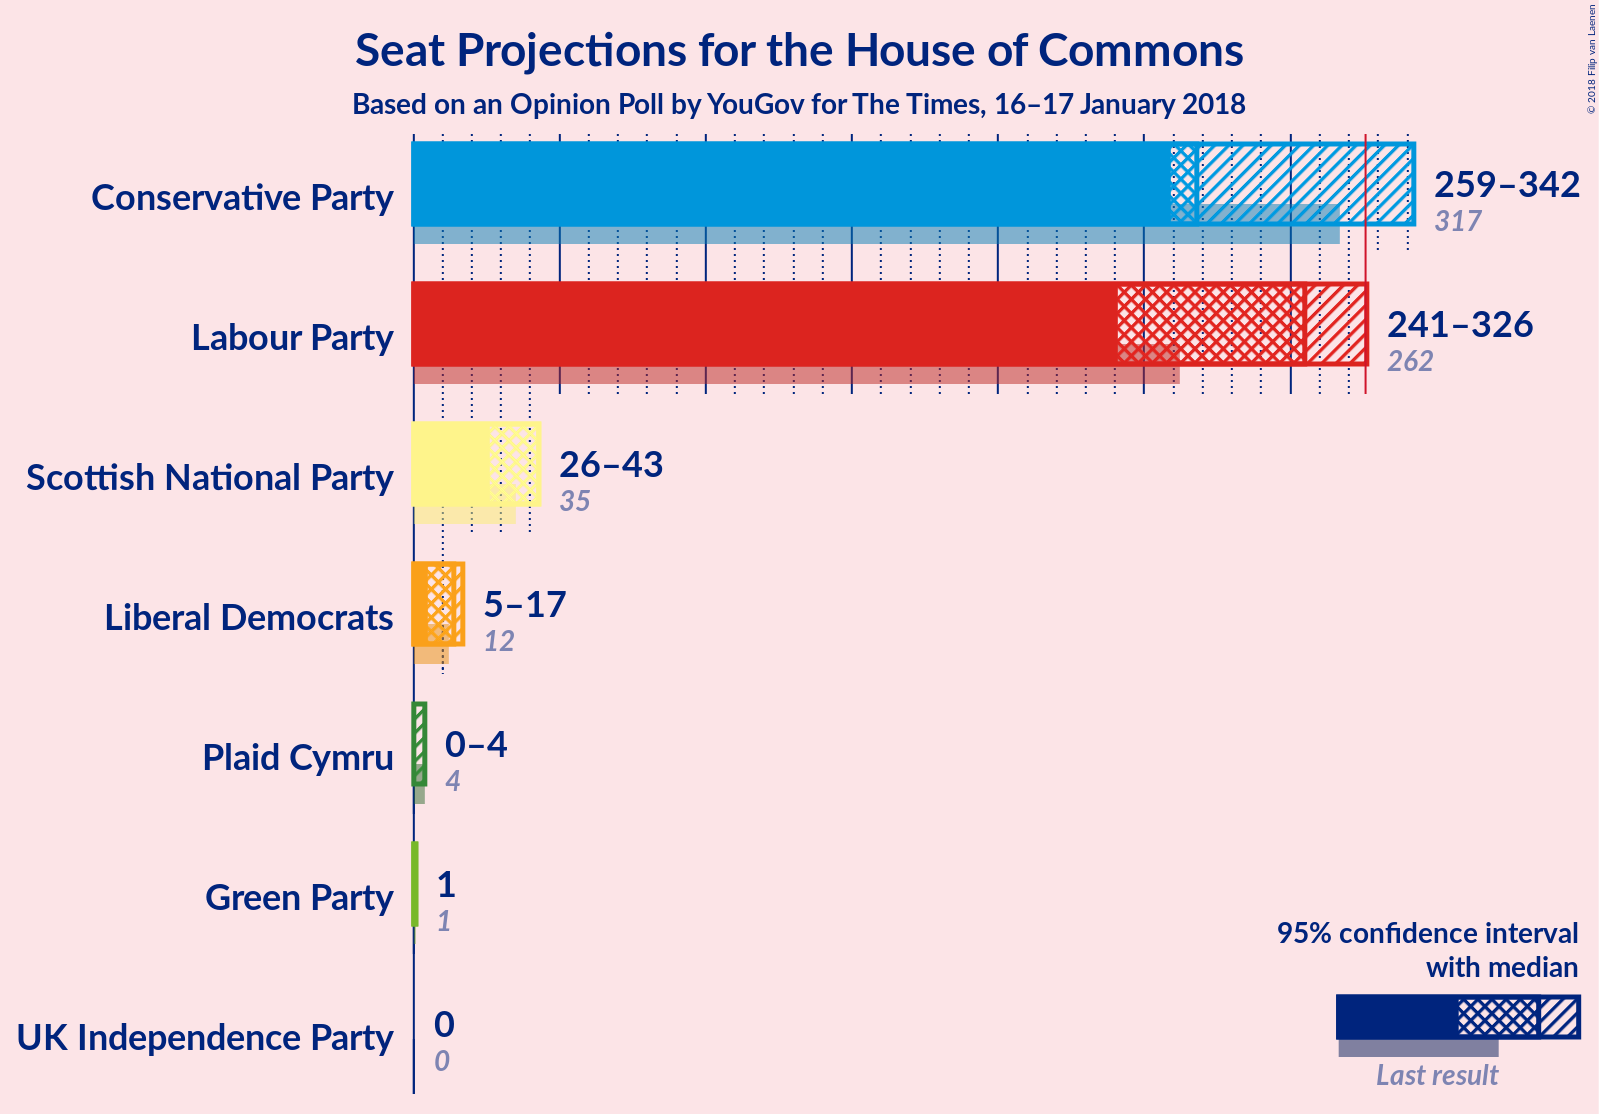 Seat Projections for the House of Commons
Based on an Opinion Poll by YouGov for The Times, 16–17 January 2018
© 2018 Filip van Laenen
Conservative Party
259–342
317
Labour Party
241–326
262
Scottish National Party
26–43
35
Liberal Democrats
5–17
12
Plaid Cymru
0–4
4
Green Party
1
1
UK Independence Party
0
0
95% confidence interval
with median
Last result